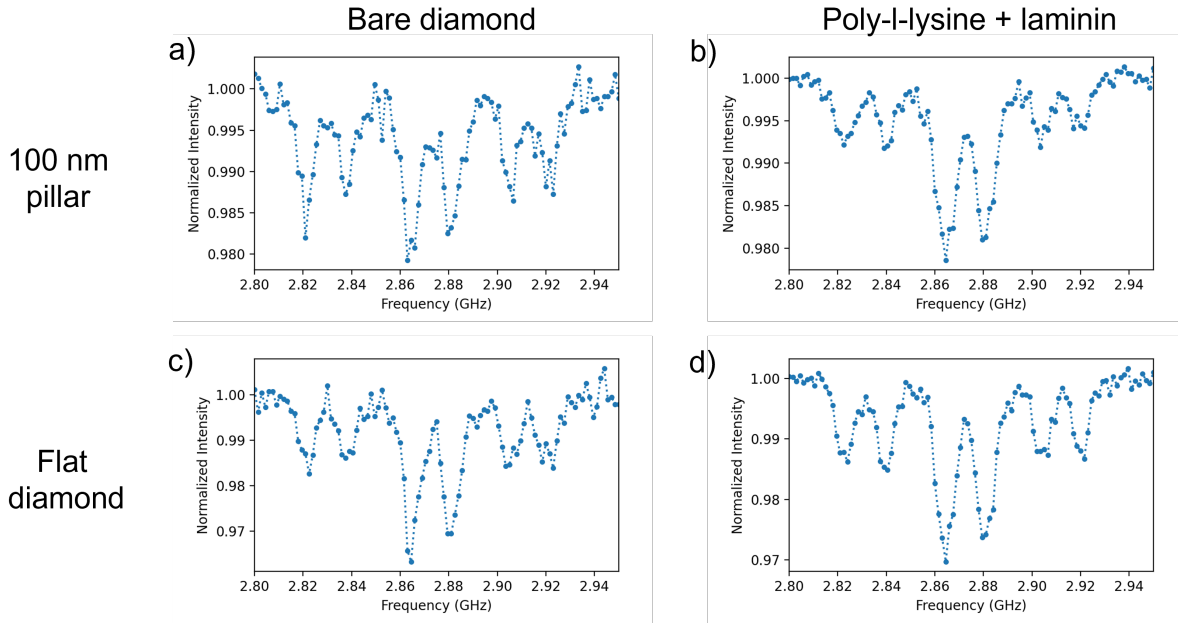 Bare diamond
Poly-l-lysine + laminin
100 nm
pillar
a)
Normalized Intensity
1.000
0.995
0.990
0.985
0.980
2.80 2.82 2.84 2.86 2.88 2.90 2.92 2.94
Frequency (GHz)
b)
Normalized Intensity
1.000
0.995
0.990
0.985
0.980
2.80 2.82 2.84 2.86 2.88 2.90 2.92 2.94
Frequency (GHz)
Flat
diamond
c)
Normalized Intensity
1.00
0.99
0.98
0.97
2.80 2.82 2.84 2.86 2.88 2.90 2.92 2.94
Frequency (GHz)
d)
Normalized Intensity
1.00
0.99
0.98
0.97
2.80 2.82 2.84 2.86 2.88 2.90 2.92 2.94
Frequency (GHz)